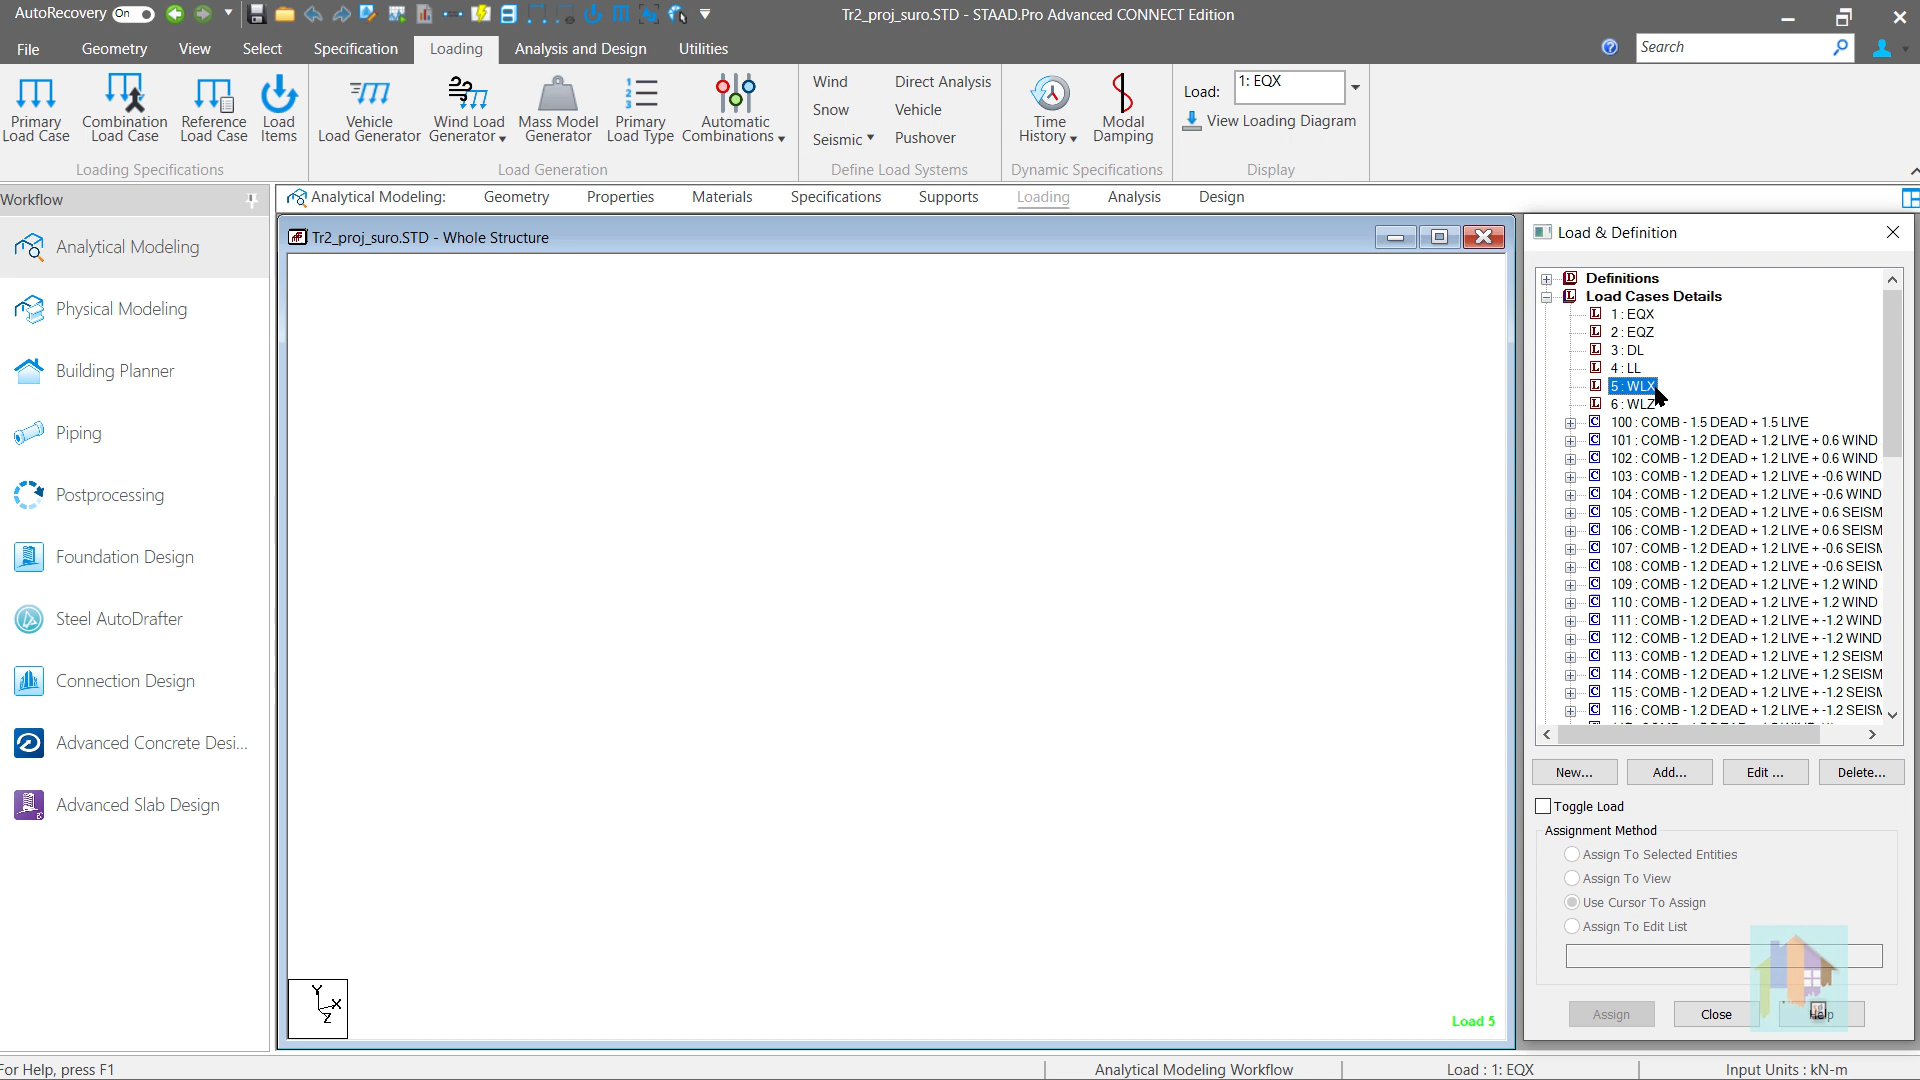 AutoRecovery On
Tr2_proj_suro.STD - STAAD.Pro Advanced CONNECT Edition
File Geometry View Select Specification Loading Analysis and Design Utilities
Search
Primary Load Case
Combination Load Case
Reference Load Case
Load Items
Loading Specifications
Vehicle Load Generator
Wind Load Generator
Mass Model Generator
Primary Load Type
Automatic Combinations
Load Generation
Wind
Snow
Seismic
Direct Analysis
Vehicle
Pushover
Define Load Systems
Time History
Modal Damping
Dynamic Specifications
Load: 1: EQX
View Loading Diagram
Display
Workflow
Analytical Modeling: Geometry Properties Materials Specifications Supports Loading Analysis Design
Analytical Modeling
Physical Modeling
Building Planner
Piping
Postprocessing
Foundation Design
Steel AutoDrafter
Connection Design
Advanced Concrete Desi...
Advanced Slab Design
Tr2_proj_suro.STD - Whole Structure
Y
X
Z
Load 5
Load & Definition
D Definitions
L Load Cases Details
L 1 : EQX
L 2 : EQZ
L 3 : DL
L 4 : LL
L 5 : WLX
L 6 : WLZ
C 100 : COMB - 1.5 DEAD + 1.5 LIVE
C 101 : COMB - 1.2 DEAD + 1.2 LIVE + 0.6 WIND
C 102 : COMB - 1.2 DEAD + 1.2 LIVE + 0.6 WIND
C 103 : COMB - 1.2 DEAD + 1.2 LIVE + -0.6 WIND
C 104 : COMB - 1.2 DEAD + 1.2 LIVE + -0.6 WIND
C 105 : COMB - 1.2 DEAD + 1.2 LIVE + 0.6 SEISM
C 106 : COMB - 1.2 DEAD + 1.2 LIVE + 0.6 SEISM
C 107 : COMB - 1.2 DEAD + 1.2 LIVE + -0.6 SEISM
C 108 : COMB - 1.2 DEAD + 1.2 LIVE + -0.6 SEISM
C 109 : COMB - 1.2 DEAD + 1.2 LIVE + 1.2 WIND
C 110 : COMB - 1.2 DEAD + 1.2 LIVE + 1.2 WIND
C 111 : COMB - 1.2 DEAD + 1.2 LIVE + -1.2 WIND
C 112 : COMB - 1.2 DEAD + 1.2 LIVE + -1.2 WIND
C 113 : COMB - 1.2 DEAD + 1.2 LIVE + 1.2 SEISM
C 114 : COMB - 1.2 DEAD + 1.2 LIVE + 1.2 SEISM
C 115 : COMB - 1.2 DEAD + 1.2 LIVE + -1.2 SEISM
C 116 : COMB - 1.2 DEAD + 1.2 LIVE + -1.2 SEISM
New... Add... Edit ... Delete...
Toggle Load
Assignment Method
Assign To Selected Entities
Assign To View
Use Cursor To Assign
Assign To Edit List
Assign Close Help
For Help, press F1
Analytical Modeling Workflow
Load : 1: EQX
Input Units : kN-m